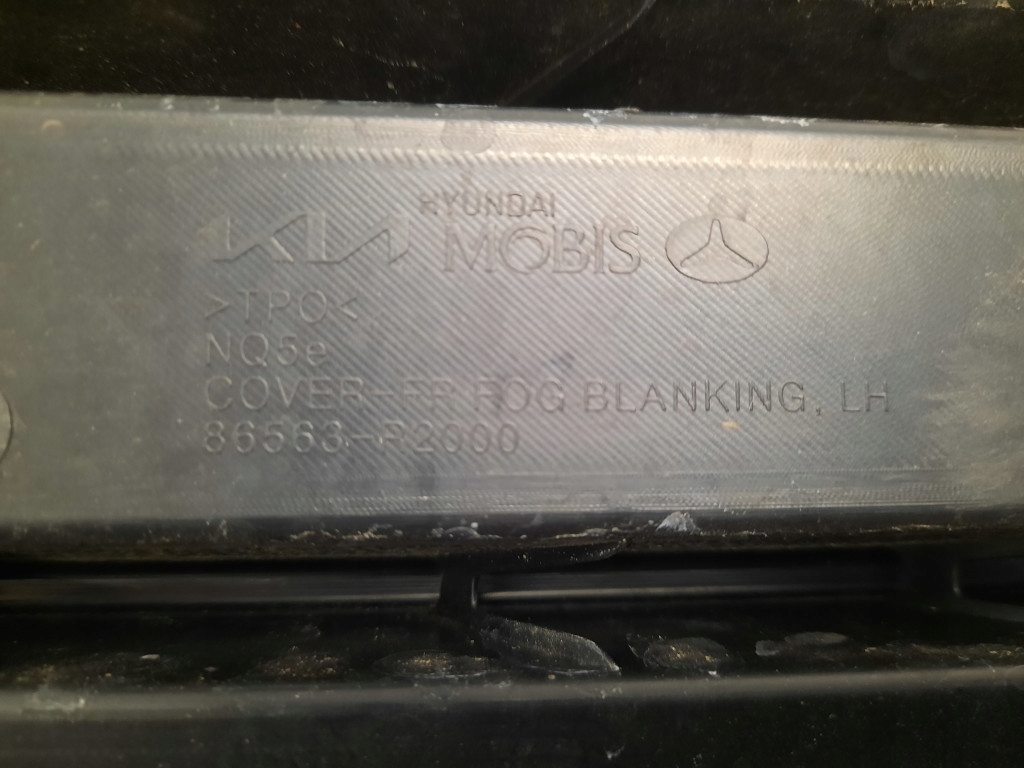 KIA HYUNDAI MOBIS
>TPO<
NQ5e
COVER-FR FOG BLANKING, LH
86563-R2000